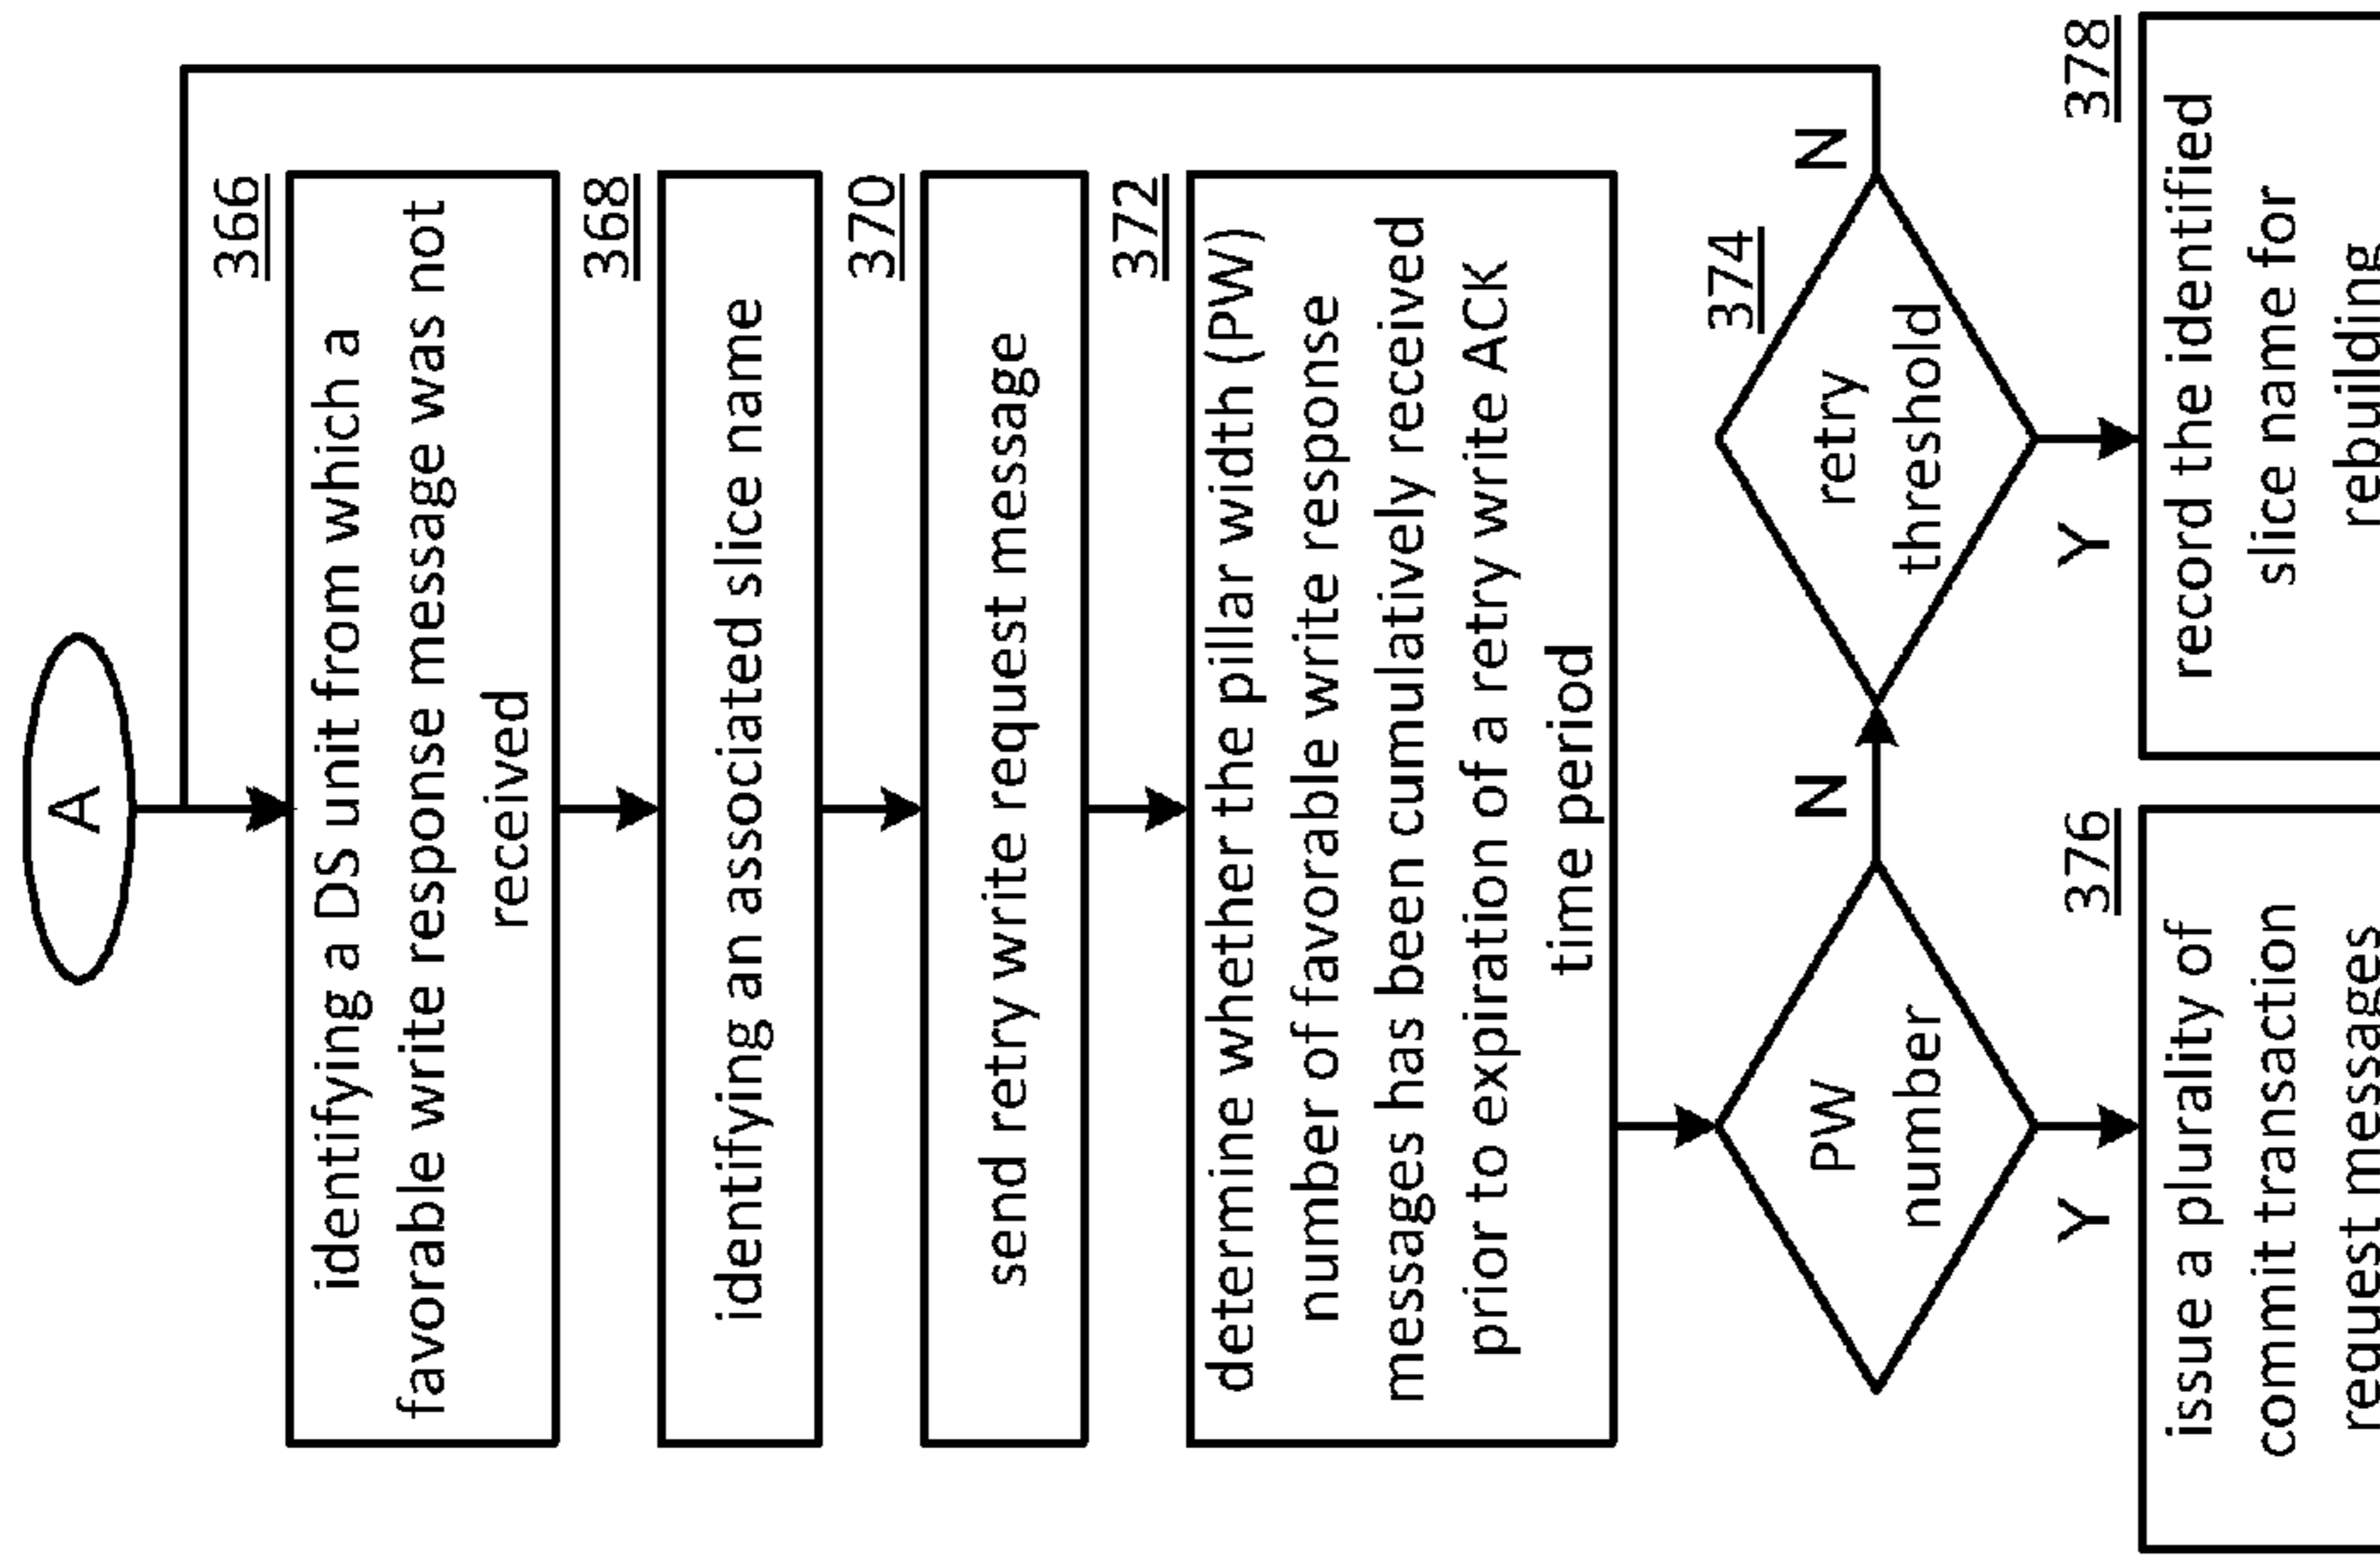 A
366
identifying a DS unit from which a
favorable write response message was not
received
368
identifying an associated slice name
370
send retry write request message
372
determine whether the pillar width (PW)
number of favorable write response
messages has been cumulatively received
prior to expiration of a retry write ACK
time period
PW
number
N
Y
374
retry
threshold
N
Y
376
issue a plurality of
commit transaction
request messages
378
record the identified
slice name for
rebuilding